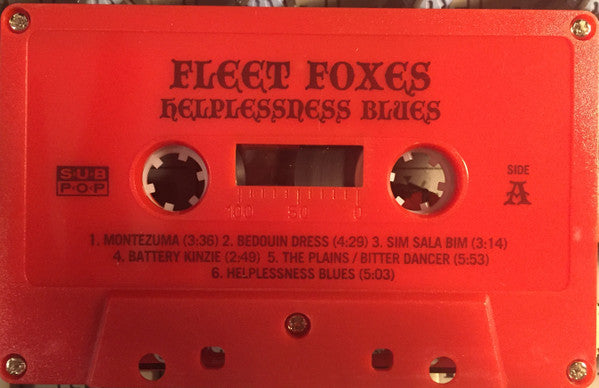 FLEET FOXES
HELPLESSNESS BLUES
SUB
POP
SIDE
A
100 50 0
1. MONTEZUMA (3:36) 2. BEDOUIN DRESS (4:29) 3. SIM SALA BIM (3:14)
4. BATTERY KINZIE (2:49) 5. THE PLAINS / BITTER DANCER (5:53)
6. HELPLESSNESS BLUES (5:03)